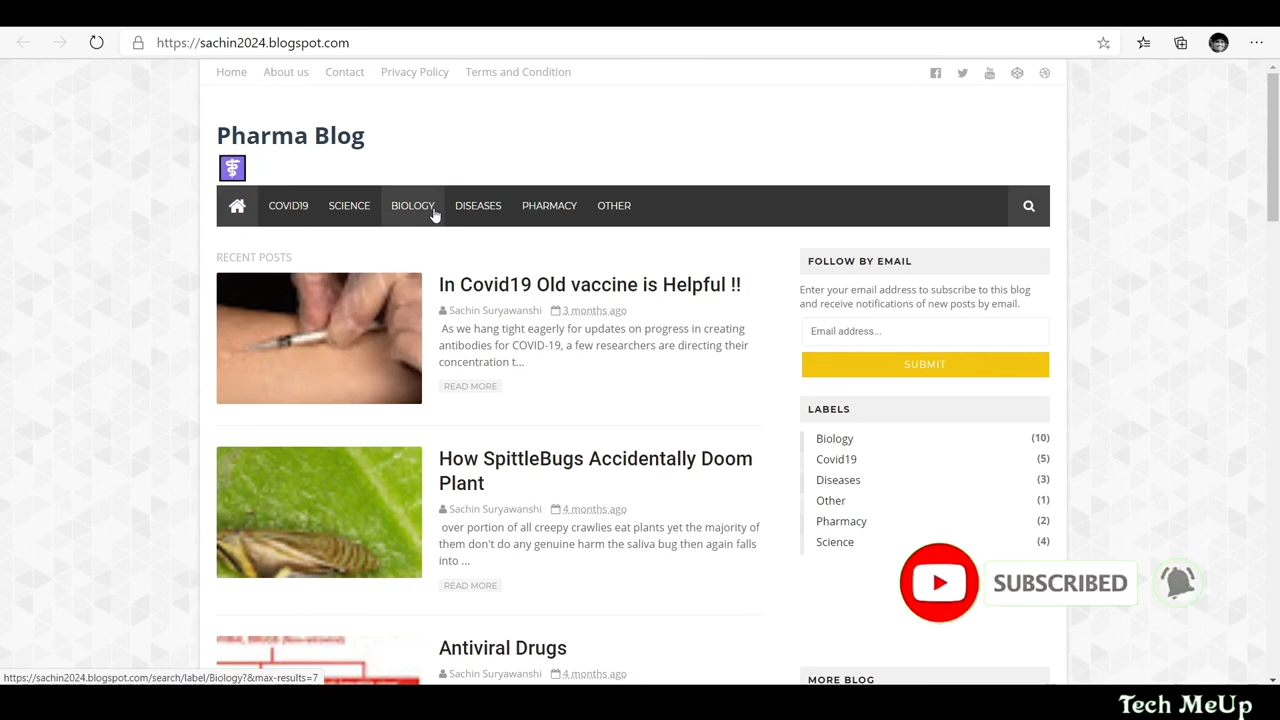 https://sachin2024.blogspot.com
Home About us Contact Privacy Policy Terms and Condition
Pharma Blog
COVID19 SCIENCE BIOLOGY DISEASES PHARMACY OTHER
RECENT POSTS
In Covid19 Old vaccine is Helpful !!
Sachin Suryawanshi 3 months ago
As we hang tight eagerly for updates on progress in creating
antibodies for COVID-19, a few researchers are directing their
concentration t...
READ MORE
How SpittleBugs Accidentally Doom
Plant
Sachin Suryawanshi 4 months ago
over portion of all creepy crawlies eat plants yet the majority of
them don't do any genuine harm the saliva bug then again falls
into ...
READ MORE
Antiviral Drugs
Sachin Suryawanshi 4 months ago
FOLLOW BY EMAIL
Enter your email address to subscribe to this blog
and receive notifications of new posts by email.
Email address...
SUBMIT
LABELS
Biology (10)
Covid19 (5)
Diseases (3)
Other (1)
Pharmacy (2)
Science (4)
SUBSCRIBED
MORE BLOG
https://sachin2024.blogspot.com/search/label/Biology?&max-results=7
Tech MeUp